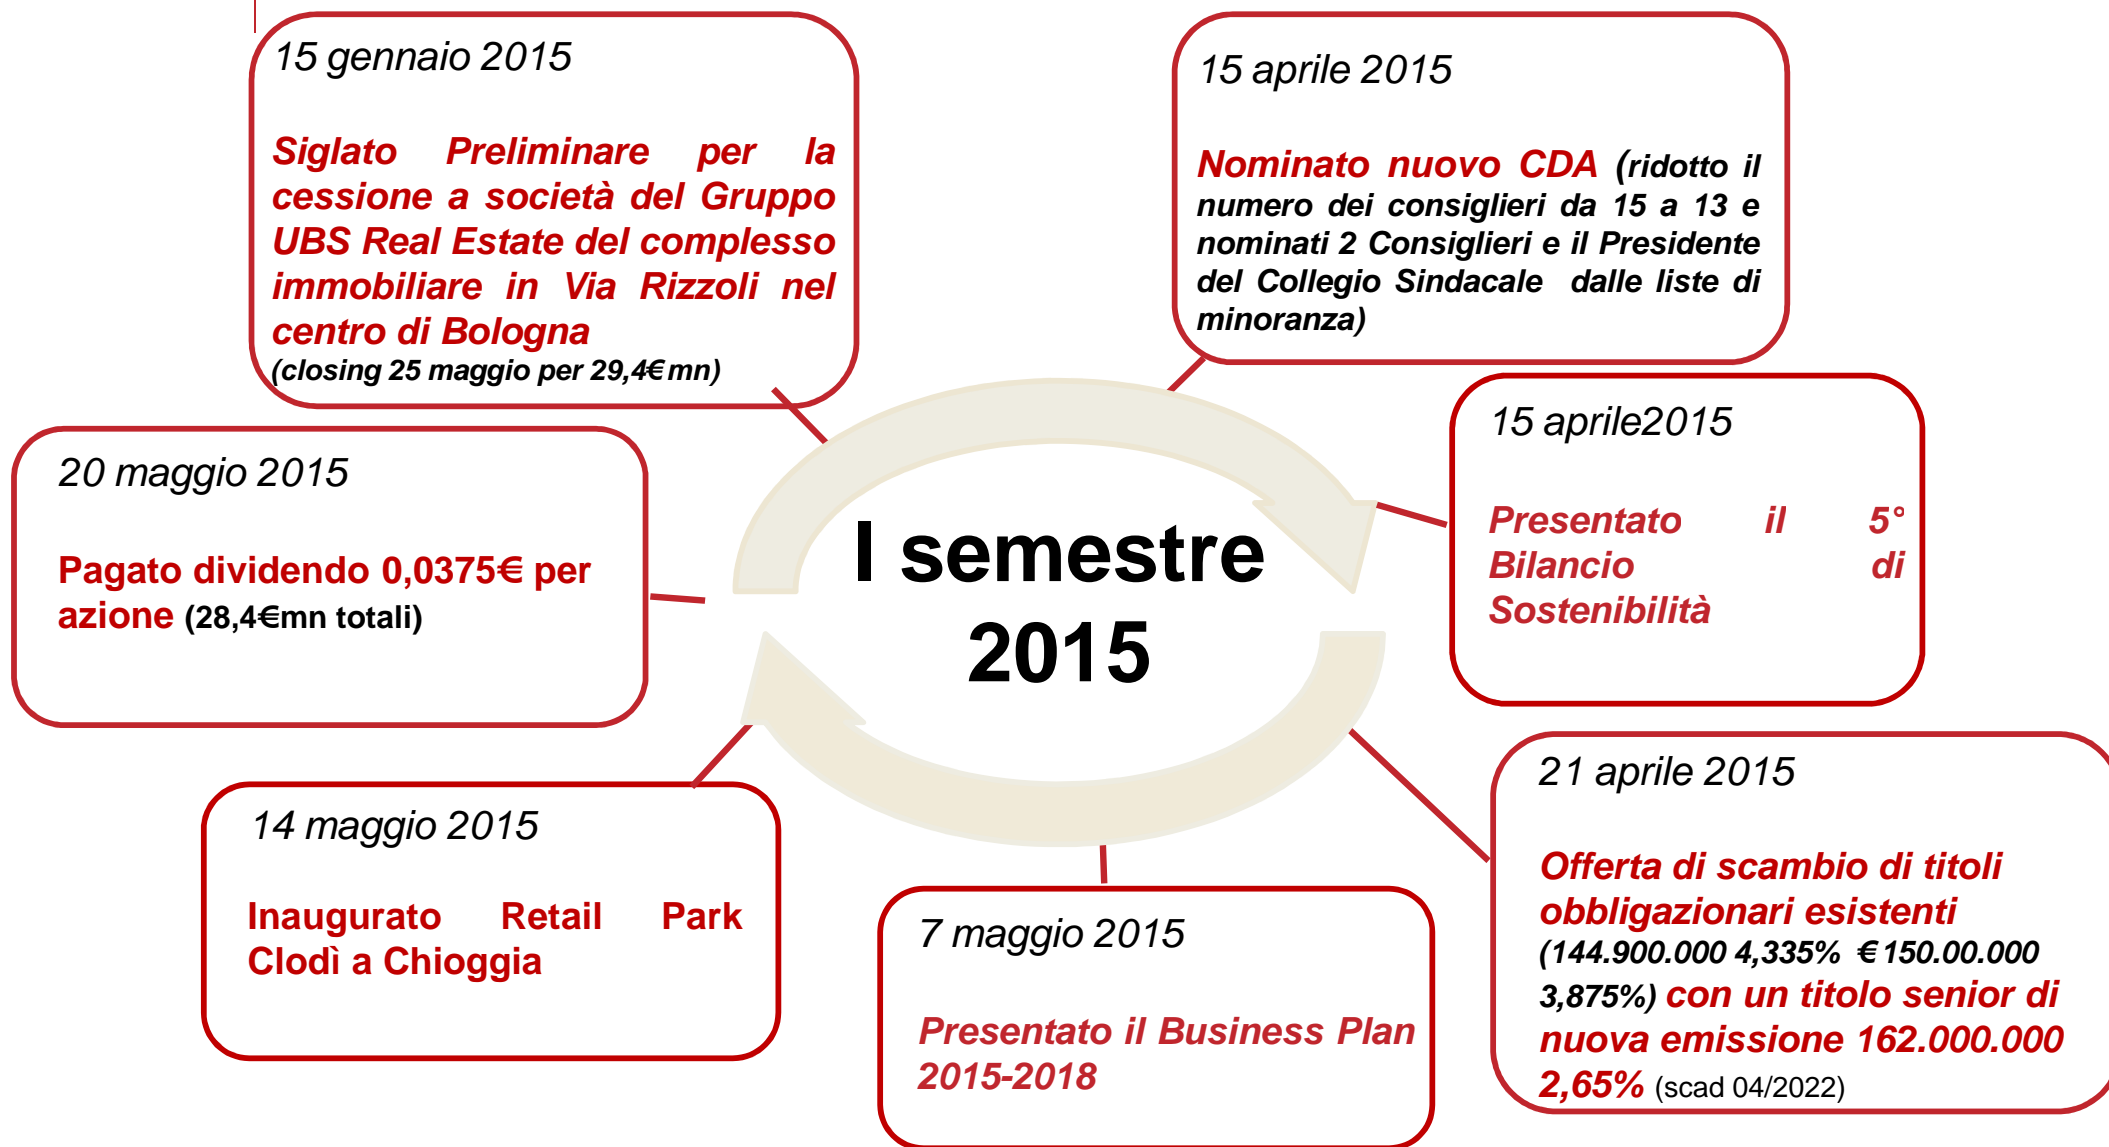 15 gennaio 2015
Siglato Preliminare per la
cessione a società del Gruppo
UBS Real Estate del complesso
immobiliare in Via Rizzoli nel
centro di Bologna
(closing 25 maggio per 29,4€ mn)
15 aprile 2015
Nominato nuovo CDA (ridotto il
numero dei consiglieri da 15 a 13 e
nominati 2 Consiglieri e il Presidente
del Collegio Sindacale dalle liste di
minoranza)
15 aprile2015
Presentato il 5°
Bilancio di
Sostenibilità
21 aprile 2015
Offerta di scambio di titoli
obbligazionari esistenti
(144.900.000 4,335% € 150.00.000
3,875%) con un titolo senior di
nuova emissione 162.000.000
2,65% (scad 04/2022)
7 maggio 2015
Presentato il Business Plan
2015-2018
14 maggio 2015
Inaugurato Retail Park
Clodì a Chioggia
20 maggio 2015
Pagato dividendo 0,0375€ per
azione (28,4€mn totali)
I semestre
2015